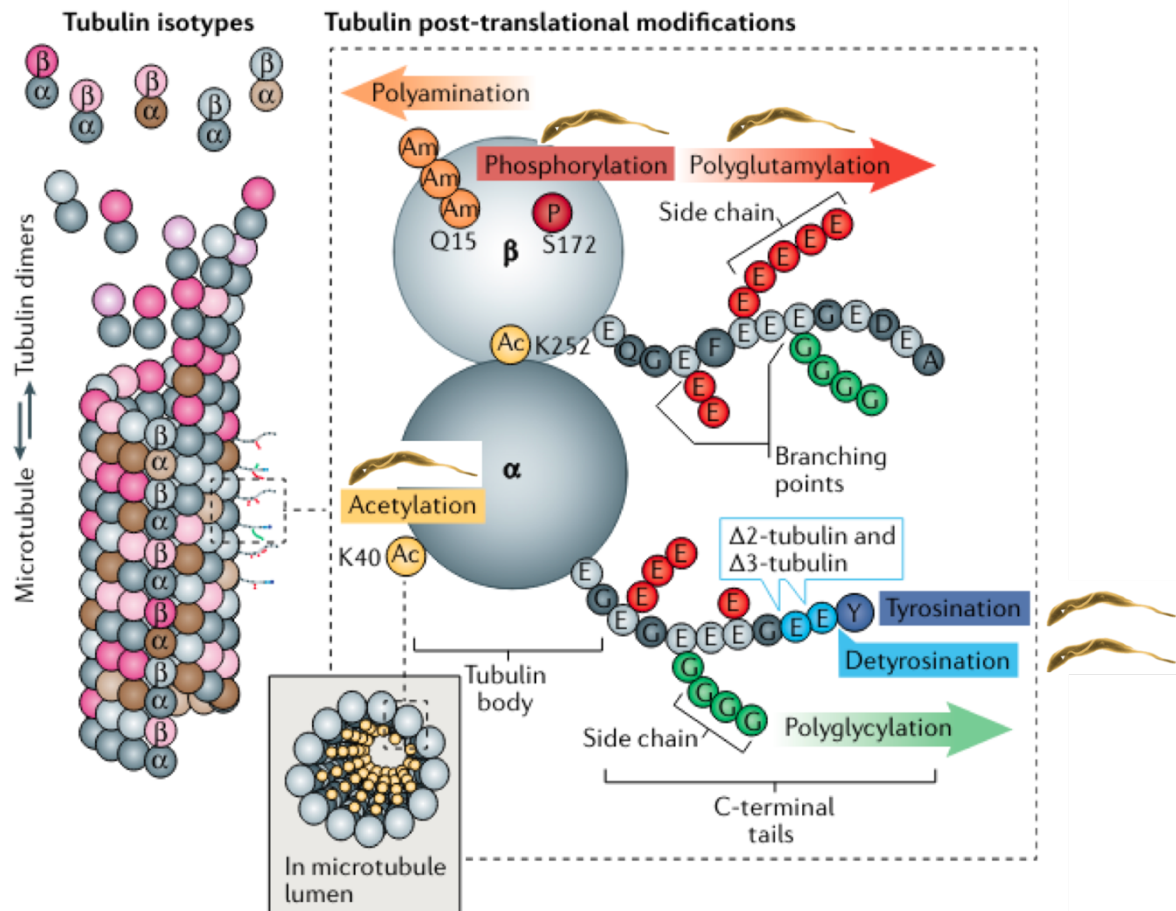 Tubulin isotypes
Tubulin post-translational modifications
β
α
β
α
β
α
β
α
β
α
Tubulin dimers
Microtubule
β
α
β
α
β
α
β
α
β
α
β
α
Polyamination
Phosphorylation
Polyglutamylation
Am
Am
Am
Q15
P
S172
β
Side chain
E
E
E
E
E
Ac
K252
E
Q
G
E
F
E
E
E
G
E
D
E
A
E
E
G
G
G
G
Branching
points
α
Acetylation
K40
Ac
Δ2-tubulin and
Δ3-tubulin
E
E
E
E
E
G
E
G
E
E
E
G
E
E
Y
Tyrosination
Detyrosination
Tubulin
body
G
G
G
G
Side chain
Polyglycylation
C-terminal
tails
In microtubule
lumen